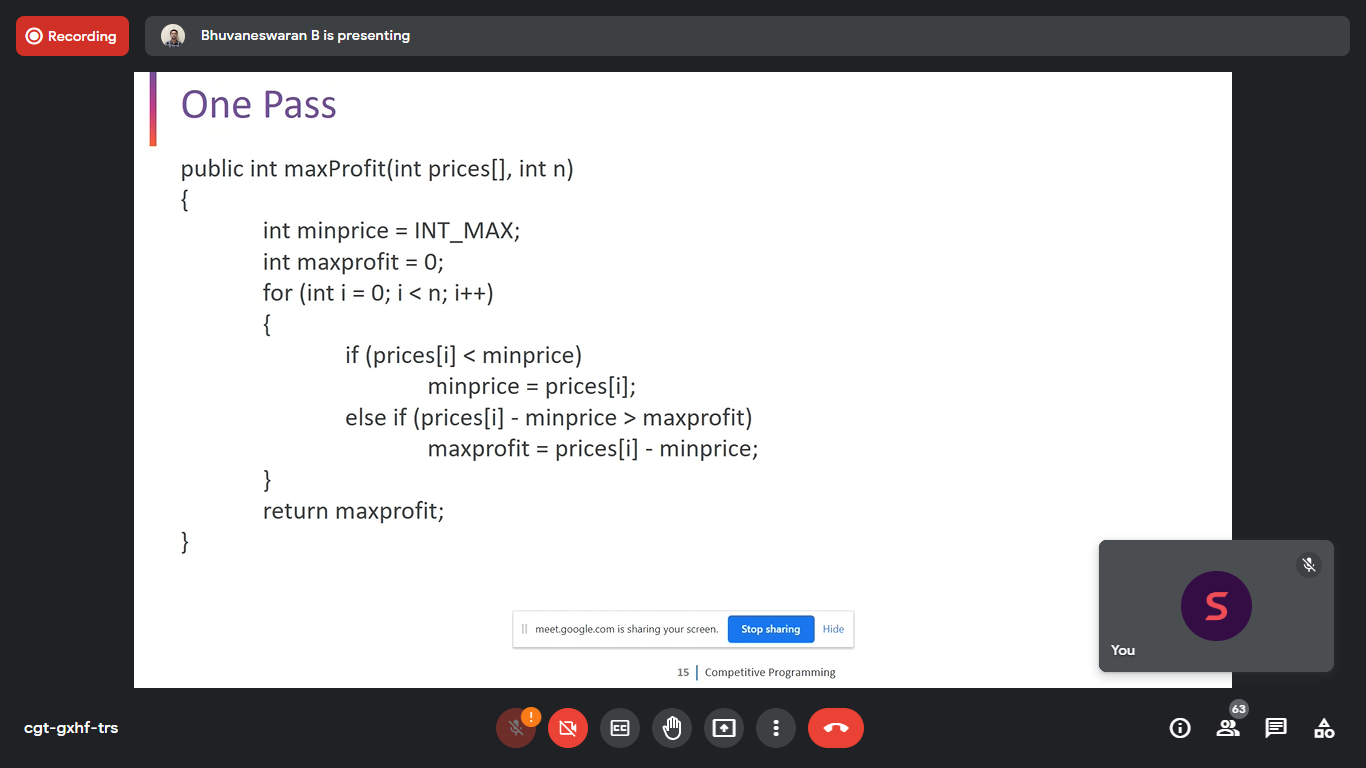 Recording
Bhuvaneswaran B is presenting
One Pass
public int maxProfit(int prices[], int n)
{
int minprice = INT_MAX;
int maxprofit = 0;
for (int i = 0; i < n; i++)
{
if (prices[i] < minprice)
minprice = prices[i];
else if (prices[i] - minprice > maxprofit)
maxprofit = prices[i] - minprice;
}
return maxprofit;
}
S
You
meet.google.com is sharing your screen. Stop sharing Hide
15 Competitive Programming
cgt-gxhf-trs
!
CC
63